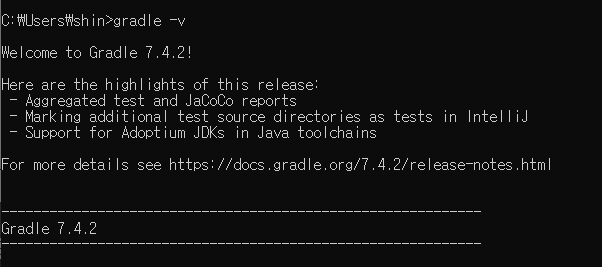 C:₩Users₩shin>gradle -v
Welcome to Gradle 7.4.2!
Here are the highlights of this release:
 - Aggregated test and JaCoCo reports
 - Marking additional test source directories as tests in IntelliJ
 - Support for Adoptium JDKs in Java toolchains
For more details see https://docs.gradle.org/7.4.2/release-notes.html
------------------------------------------------------------
Gradle 7.4.2
------------------------------------------------------------